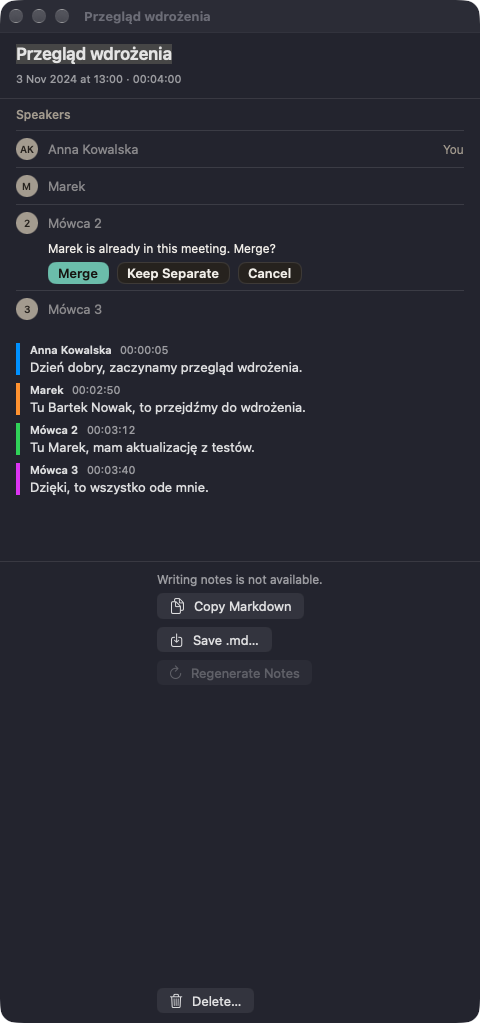 Przegląd wdrożenia
Przegląd wdrożenia
3 Nov 2024 at 13:00 · 00:04:00
Speakers
AK Anna Kowalska You
M Marek
2 Mówca 2
Marek is already in this meeting. Merge?
Merge Keep Separate Cancel
3 Mówca 3
Anna Kowalska 00:00:05
Dzień dobry, zaczynamy przegląd wdrożenia.
Marek 00:02:50
Tu Bartek Nowak, to przejdźmy do wdrożenia.
Mówca 2 00:03:12
Tu Marek, mam aktualizację z testów.
Mówca 3 00:03:40
Dzięki, to wszystko ode mnie.
Writing notes is not available.
Copy Markdown
Save .md...
Regenerate Notes
Delete...